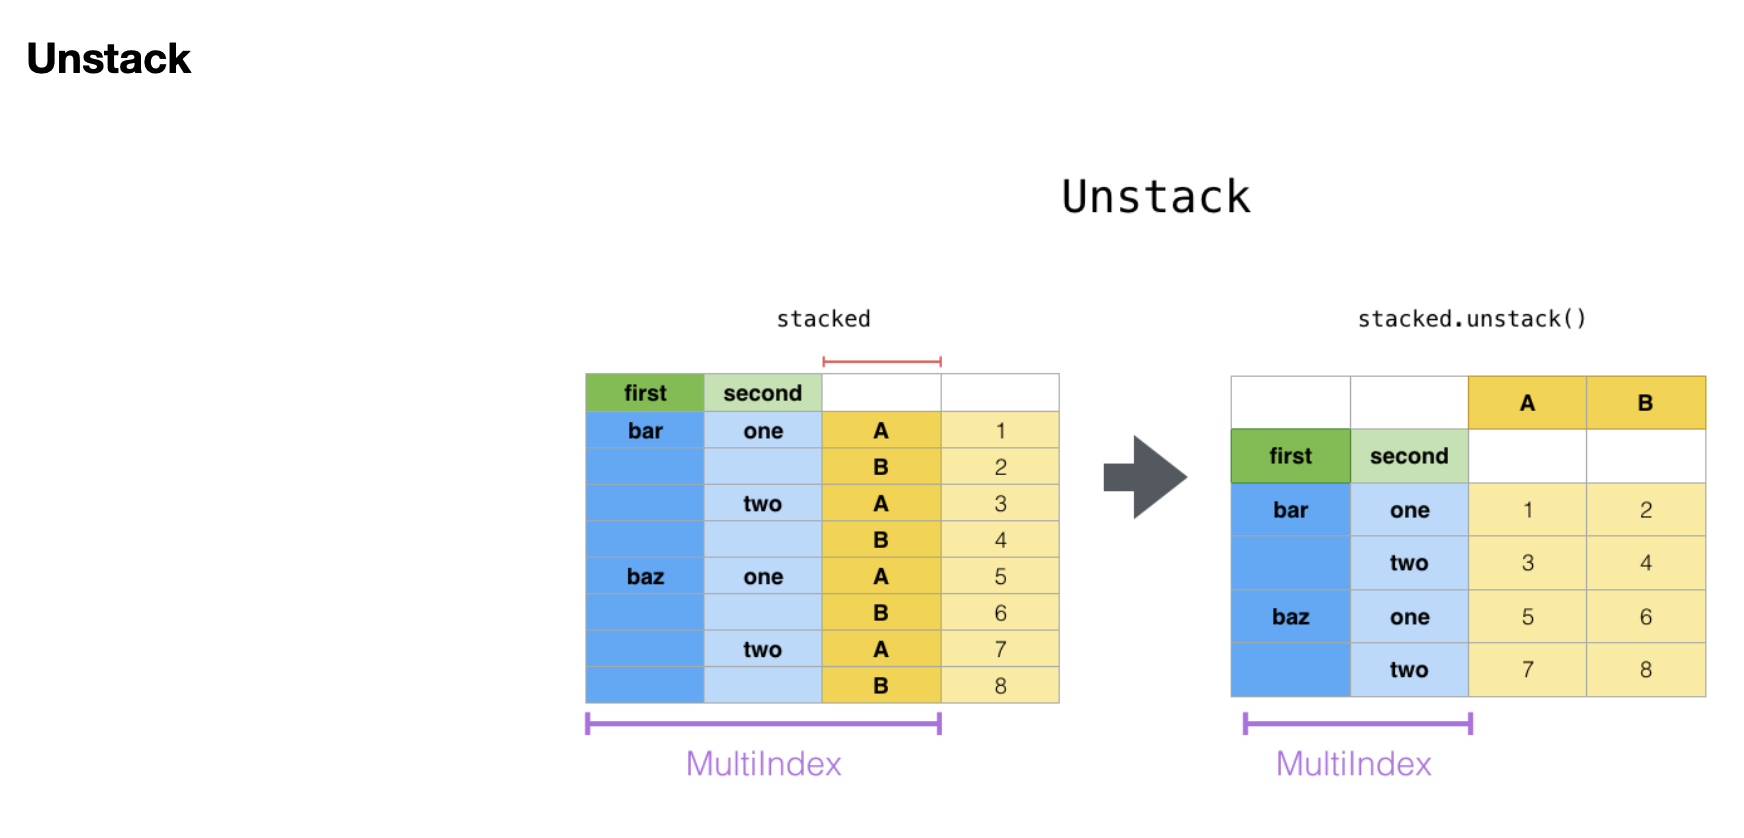 Unstack
Unstack
stacked
first second
bar one A 1
B 2
two A 3
B 4
baz one A 5
B 6
two A 7
B 8
MultiIndex
stacked.unstack()
A B
first second
bar one 1 2
two 3 4
baz one 5 6
two 7 8
MultiIndex